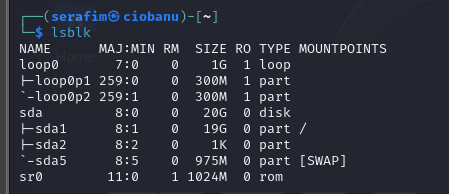 ┌──(serafim㉿ciobanu)-[~]
└─$ lsblk
NAME      MAJ:MIN RM  SIZE RO TYPE MOUNTPOINTS
loop0       7:0    0    1G  1 loop
├─loop0p1 259:0    0  300M  1 part
`-loop0p2 259:1    0  300M  1 part
sda         8:0    0   20G  0 disk
├─sda1      8:1    0   19G  0 part /
├─sda2      8:2    0    1K  0 part
`-sda5      8:5    0  975M  0 part [SWAP]
sr0        11:0    1 1024M  0 rom